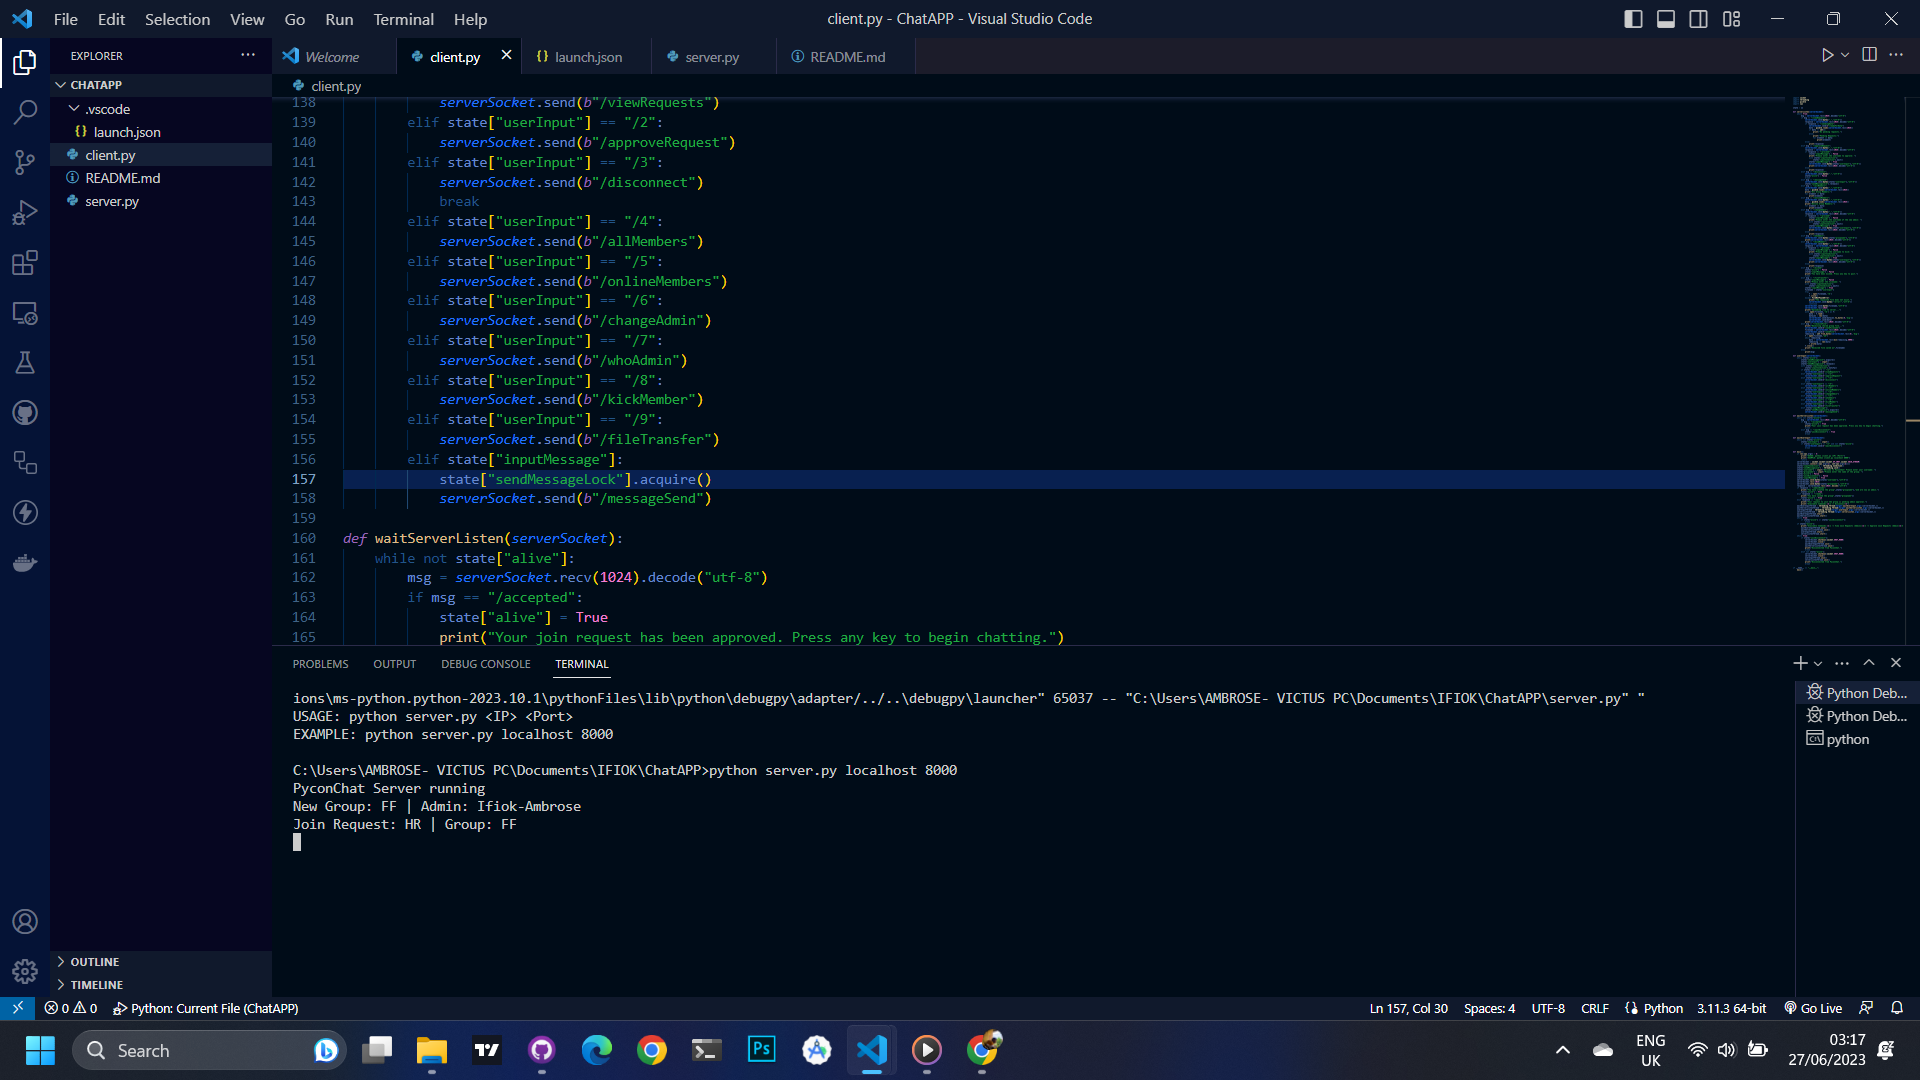 File Edit Selection View Go Run Terminal Help
client.py - ChatAPP - Visual Studio Code
EXPLORER
CHATAPP
.vscode
{} launch.json
client.py
README.md
server.py
OUTLINE
TIMELINE
Welcome
client.py
{} launch.json
server.py
README.md
client.py
138 serverSocket.send(b"/viewRequests")
139 elif state["userInput"] == "/2":
140 serverSocket.send(b"/approveRequest")
141 elif state["userInput"] == "/3":
142 serverSocket.send(b"/disconnect")
143 break
144 elif state["userInput"] == "/4":
145 serverSocket.send(b"/allMembers")
146 elif state["userInput"] == "/5":
147 serverSocket.send(b"/onlineMembers")
148 elif state["userInput"] == "/6":
149 serverSocket.send(b"/changeAdmin")
150 elif state["userInput"] == "/7":
151 serverSocket.send(b"/whoAdmin")
152 elif state["userInput"] == "/8":
153 serverSocket.send(b"/kickMember")
154 elif state["userInput"] == "/9":
155 serverSocket.send(b"/fileTransfer")
156 elif state["inputMessage"]:
157 state["sendMessageLock"].acquire()
158 serverSocket.send(b"/messageSend")
159
160 def waitServerListen(serverSocket):
161 while not state["alive"]:
162 msg = serverSocket.recv(1024).decode("utf-8")
163 if msg == "/accepted":
164 state["alive"] = True
165 print("Your join request has been approved. Press any key to begin chatting.")
PROBLEMS OUTPUT DEBUG CONSOLE TERMINAL
ions\ms-python.python-2023.10.1\pythonFiles\lib\python\debugpy\adapter/../..\debugpy\launcher" 65037 -- "C:\Users\AMBROSE- VICTUS PC\Documents\IFIOK\ChatAPP\server.py" "
USAGE: python server.py <IP> <Port>
EXAMPLE: python server.py localhost 8000
C:\Users\AMBROSE- VICTUS PC\Documents\IFIOK\ChatAPP>python server.py localhost 8000
PyconChat Server running
New Group: FF | Admin: Ifiok-Ambrose
Join Request: HR | Group: FF
Python Deb...
Python Deb...
python
0 0 Python: Current File (ChatAPP)
Ln 157, Col 30 Spaces: 4 UTF-8 CRLF {} Python 3.11.3 64-bit Go Live
Search
Ps
ENG
UK
03:17
27/06/2023